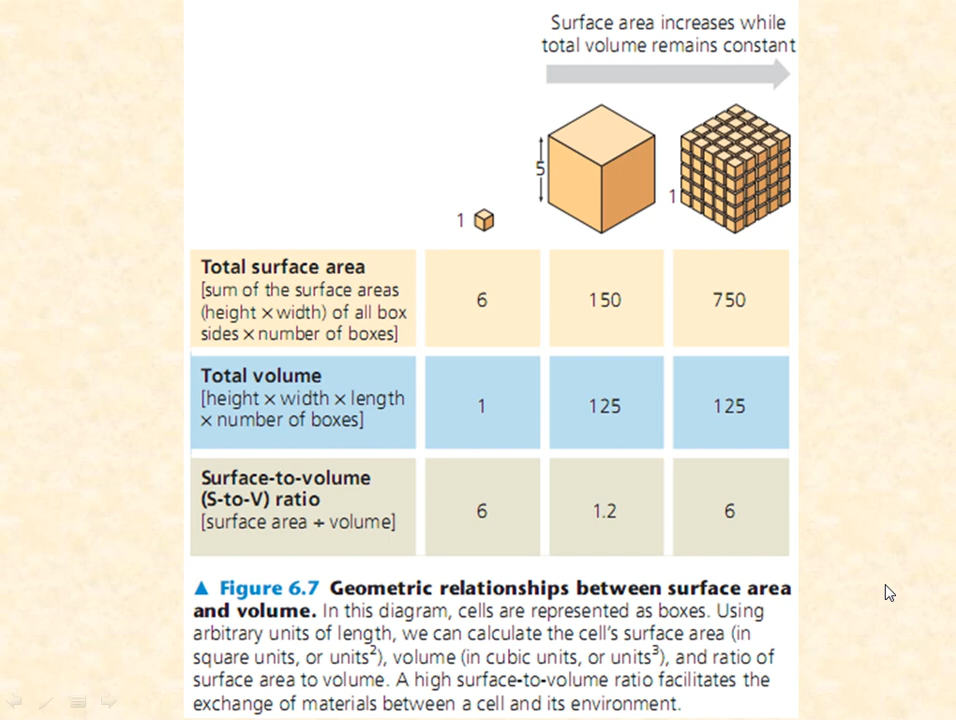 Surface area increases while
total volume remains constant
5
1
1
Total surface area
[sum of the surface areas
(height × width) of all box
sides × number of boxes]
6
150
750
Total volume
[height × width × length
× number of boxes]
1
125
125
Surface-to-volume
(S-to-V) ratio
[surface area ÷ volume]
6
1.2
6
▲ Figure 6.7 Geometric relationships between surface area
and volume. In this diagram, cells are represented as boxes. Using
arbitrary units of length, we can calculate the cell's surface area (in
square units, or units²), volume (in cubic units, or units³), and ratio of
surface area to volume. A high surface-to-volume ratio facilitates the
exchange of materials between a cell and its environment.